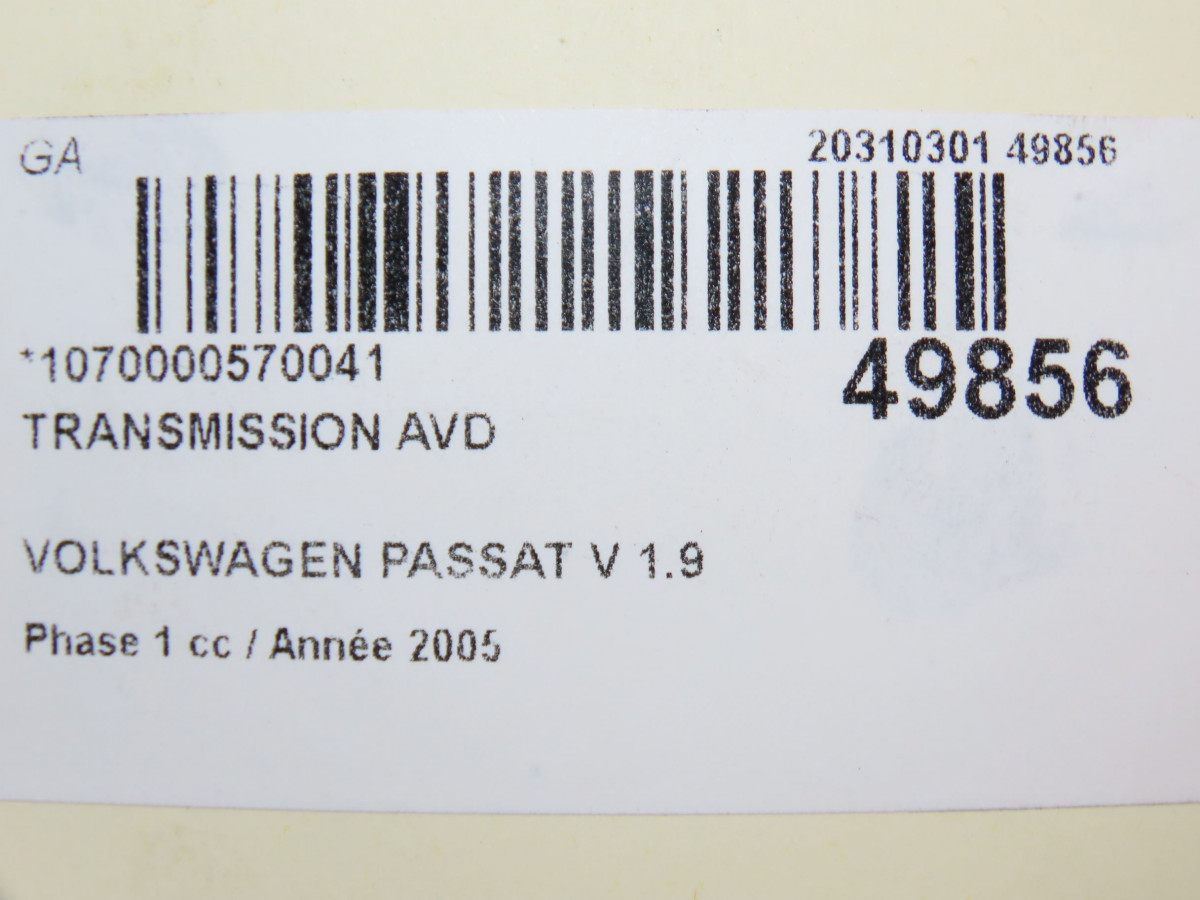 GA
20310301 49856
*1070000570041
49856
TRANSMISSION AVD
VOLKSWAGEN PASSAT V 1.9
Phase 1 cc / Année 2005